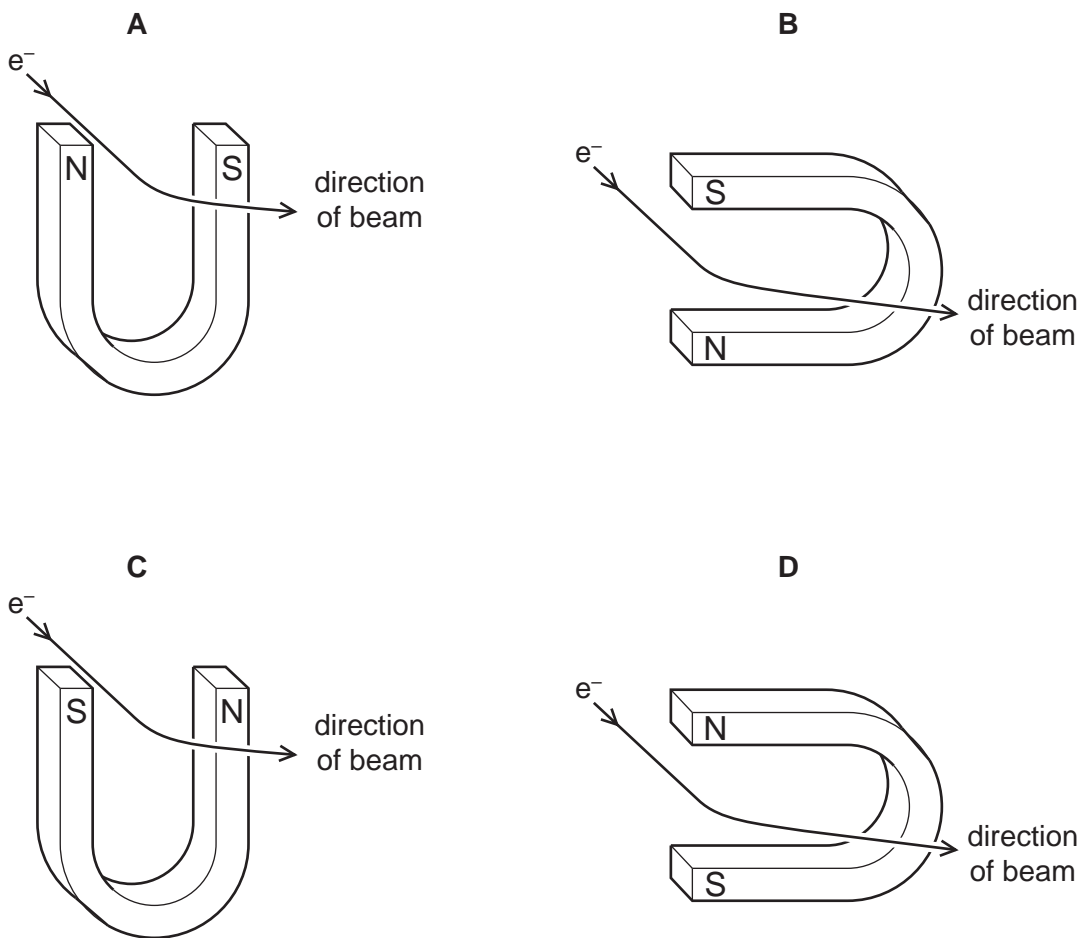 A
e⁻
N
S
direction
of beam
B
e⁻
S
N
direction
of beam
C
e⁻
S
N
direction
of beam
D
e⁻
N
S
direction
of beam